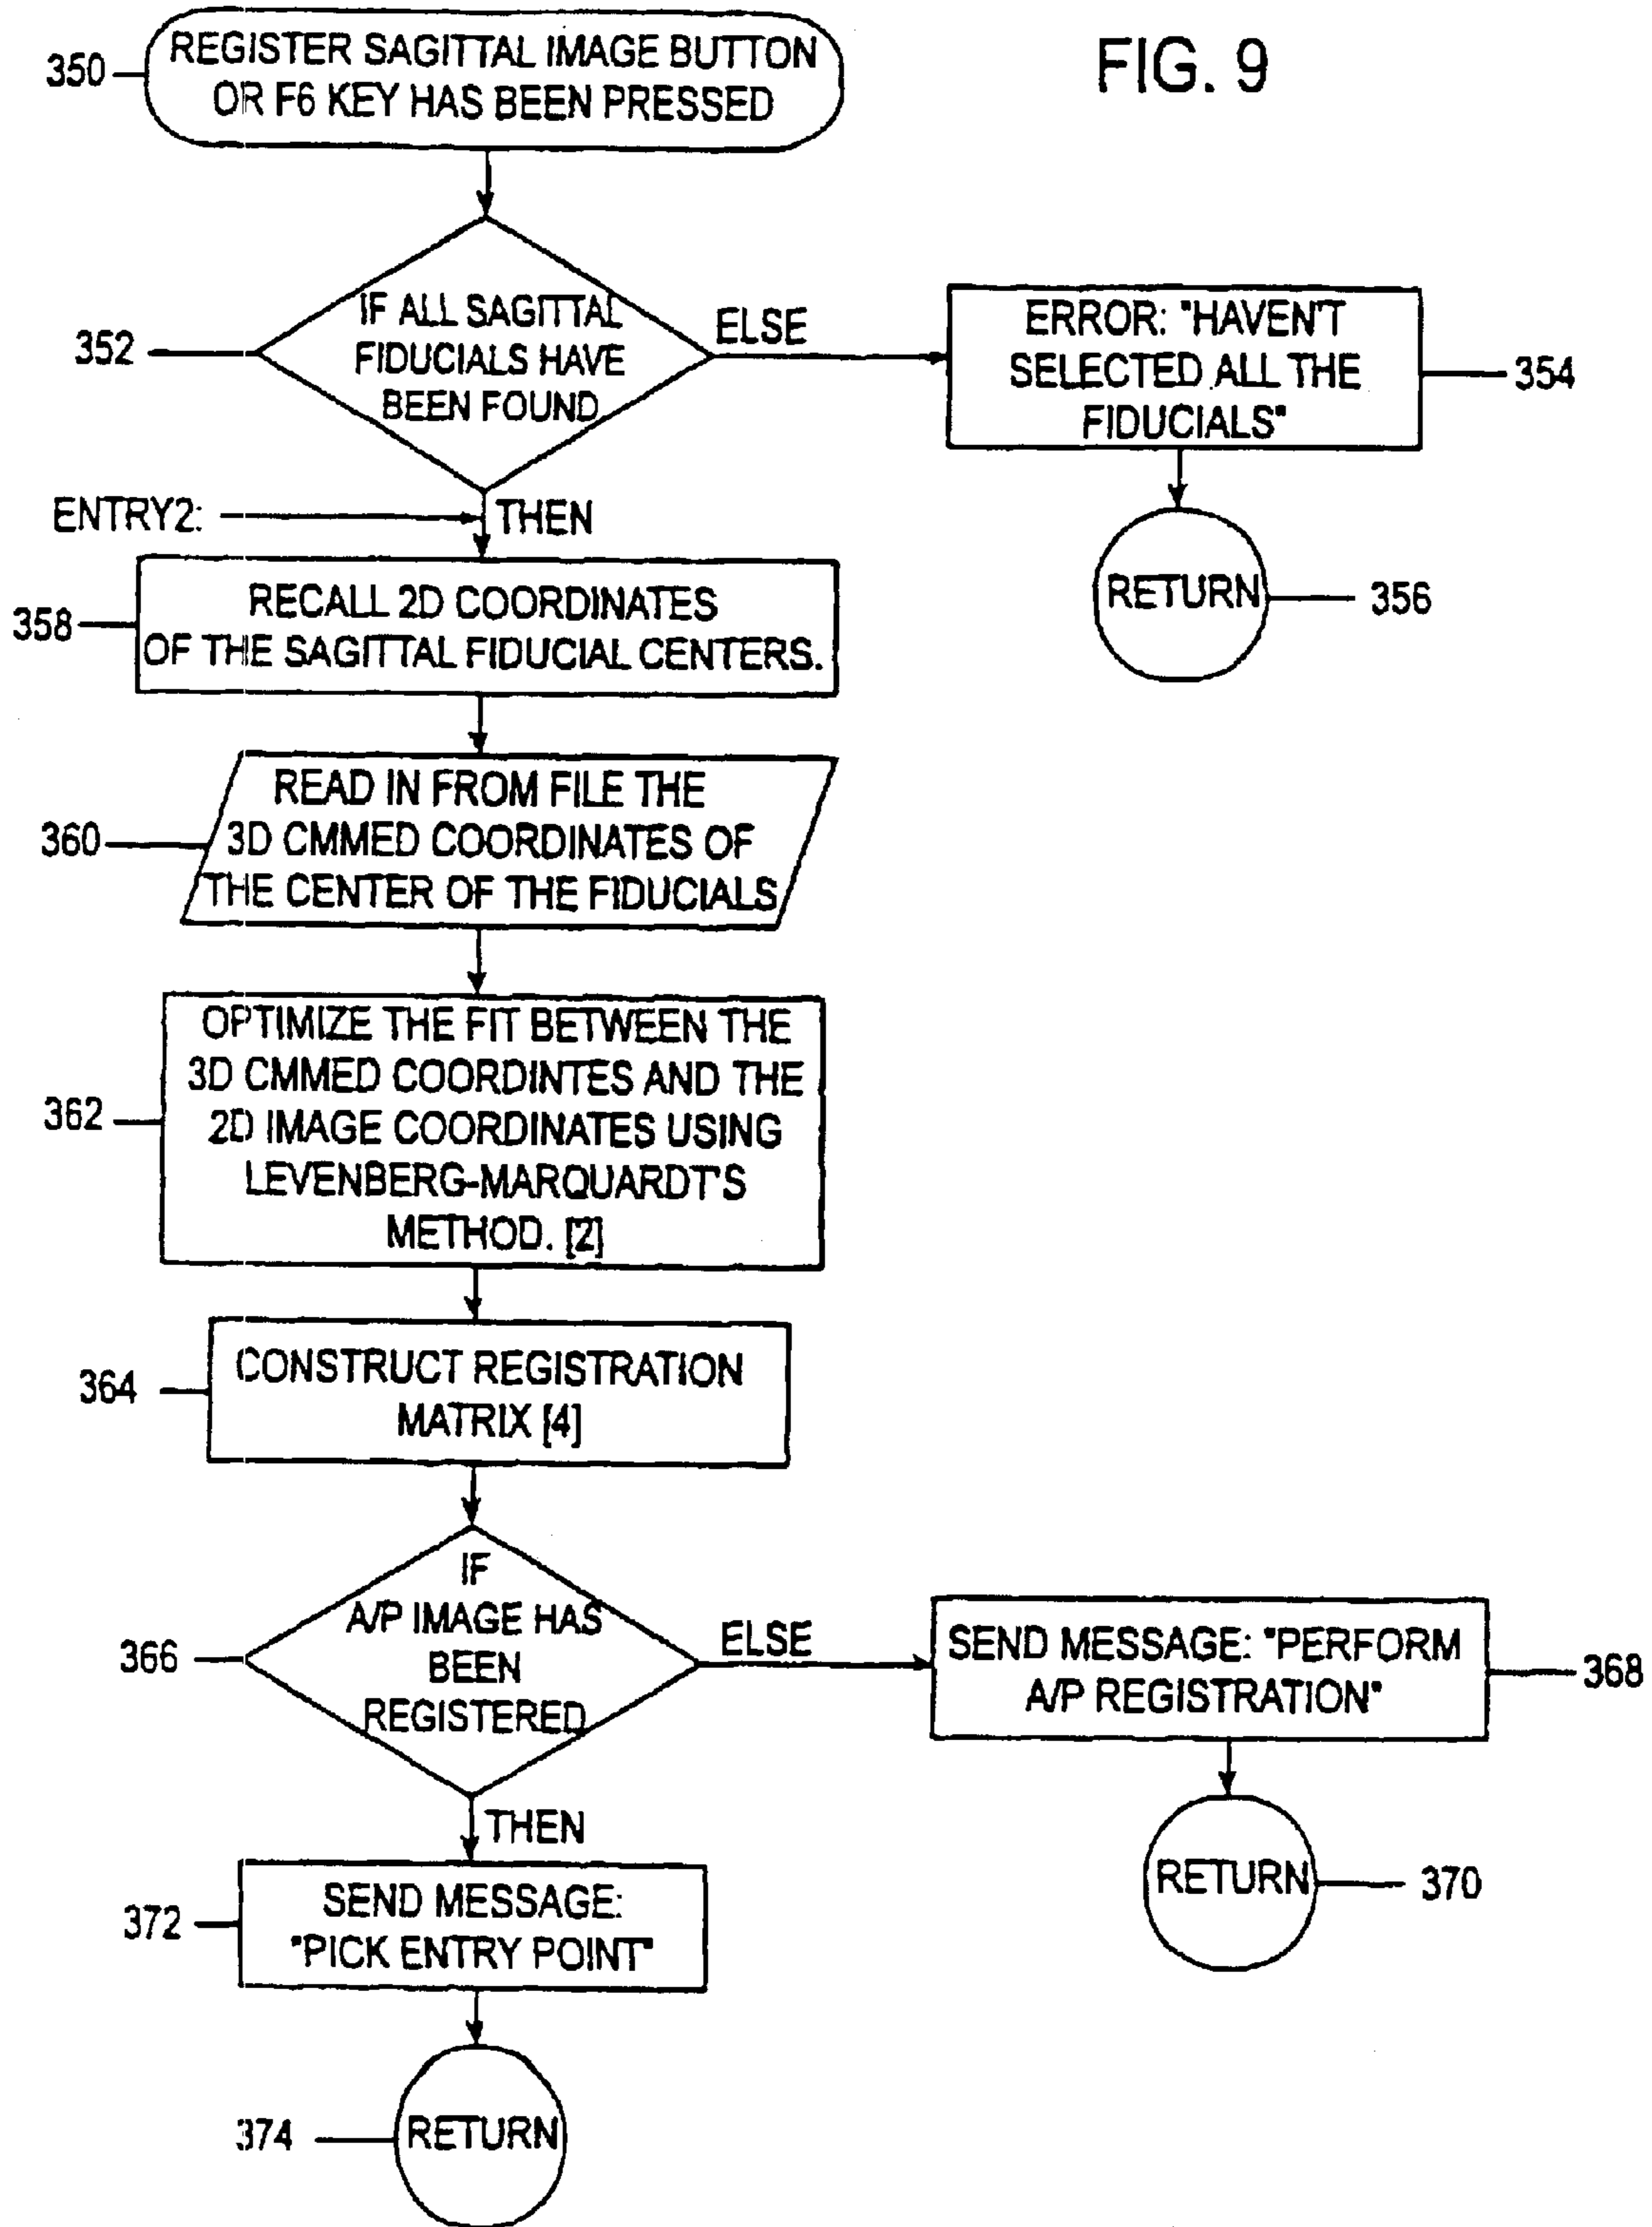 FIG. 9
350
REGISTER SAGITTAL IMAGE BUTTON
OR F6 KEY HAS BEEN PRESSED
352
IF ALL SAGITTAL
FIDUCIALS HAVE
BEEN FOUND
ELSE
ERROR: "HAVEN'T
SELECTED ALL THE
FIDUCIALS"
354
RETURN
356
ENTRY2:
THEN
358
RECALL 2D COORDINATES
OF THE SAGITTAL FIDUCIAL CENTERS.
360
READ IN FROM FILE THE
3D CMMED COORDINATES OF
THE CENTER OF THE FIDUCIALS
362
OPTIMIZE THE FIT BETWEEN THE
3D CMMED COORDINTES AND THE
2D IMAGE COORDINATES USING
LEVENBERG-MARQUARDT'S
METHOD. [2]
364
CONSTRUCT REGISTRATION
MATRIX [4]
366
IF
A/P IMAGE HAS
BEEN
REGISTERED
ELSE
SEND MESSAGE: "PERFORM
A/P REGISTRATION"
368
RETURN
370
THEN
372
SEND MESSAGE:
"PICK ENTRY POINT"
374
RETURN